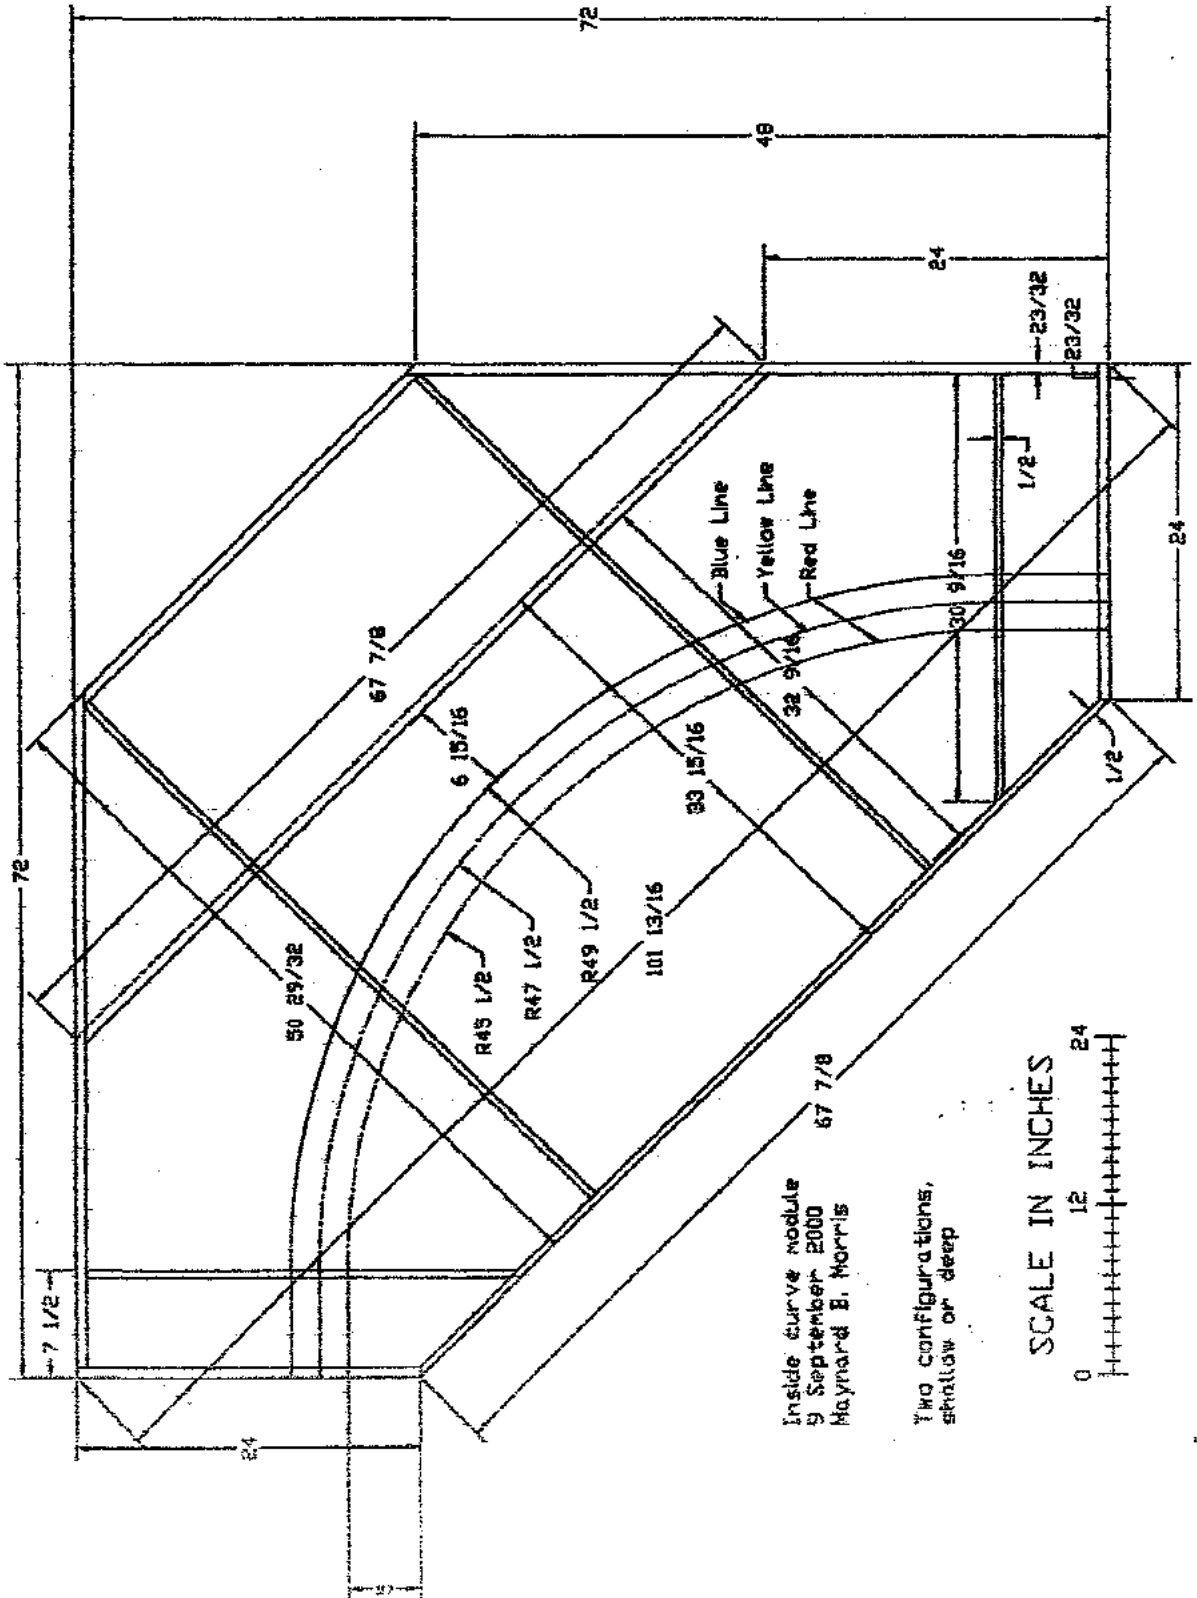 72
48
24
23/32
23/32
1/2
24
72
67 7/8
6 15/16
Blue Line
Yellow Line
Red Line
30 9/16
32 9/16
33 15/16
1/2
50 29/32
R45 1/2
R47 1/2
R49 1/2
101 13/16
67 7/8
7 1/2
24
Inside curve module
9 September 2000
Maynard B. Morris
Two configurations,
shallow or deep
SCALE IN INCHES
0 12 24